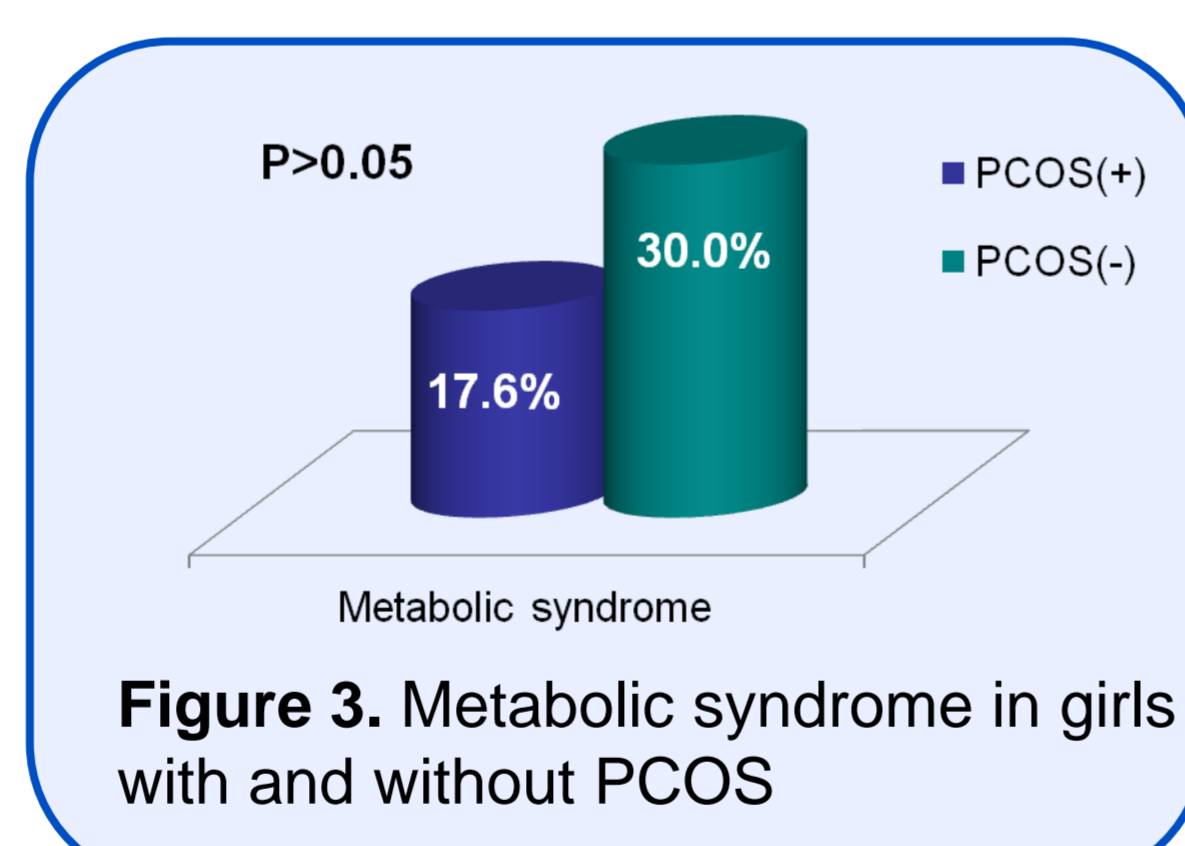 P>0.05
PCOS(+)
PCOS(-)
30.0%
17.6%
Metabolic syndrome
Figure 3. Metabolic syndrome in girls
with and without PCOS